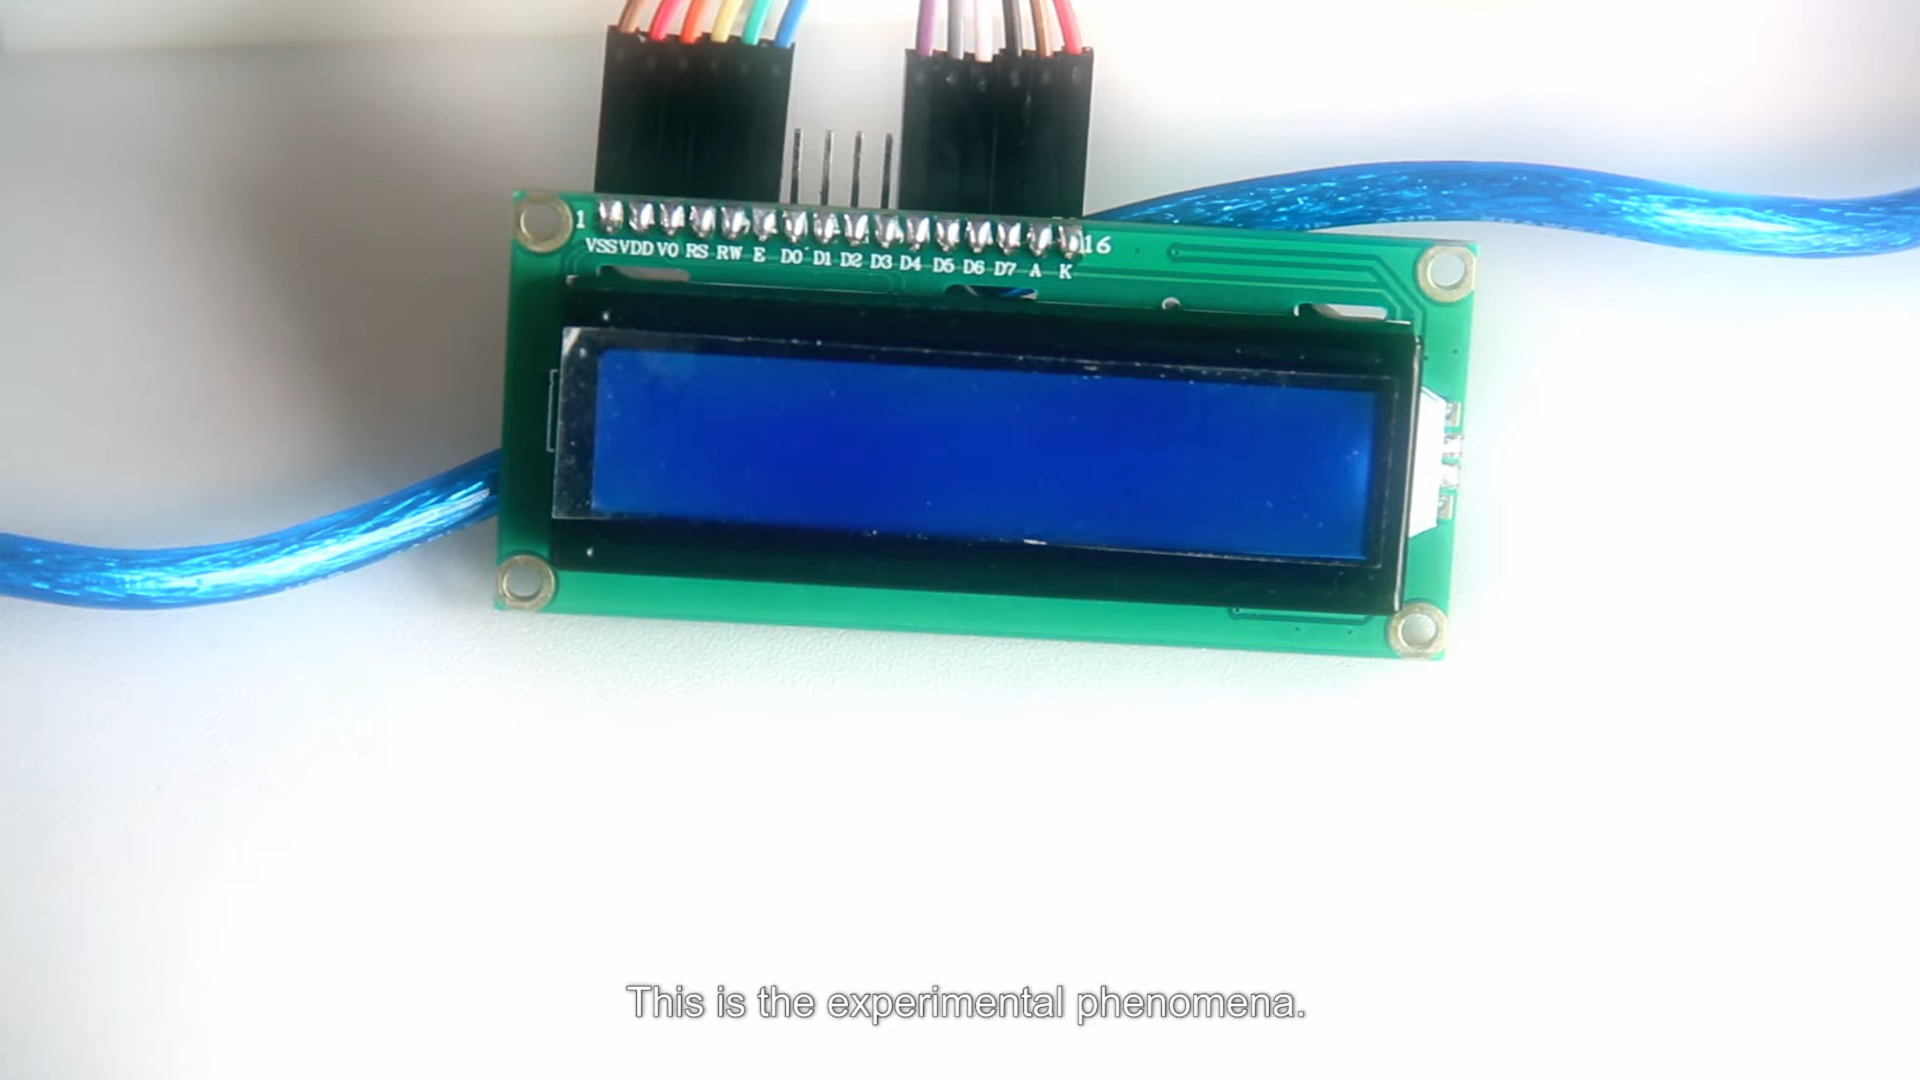 1 16
VSS VDD V0 RS RW E D0 D1 D2 D3 D4 D5 D6 D7 A K
This is the experimental phenomena.